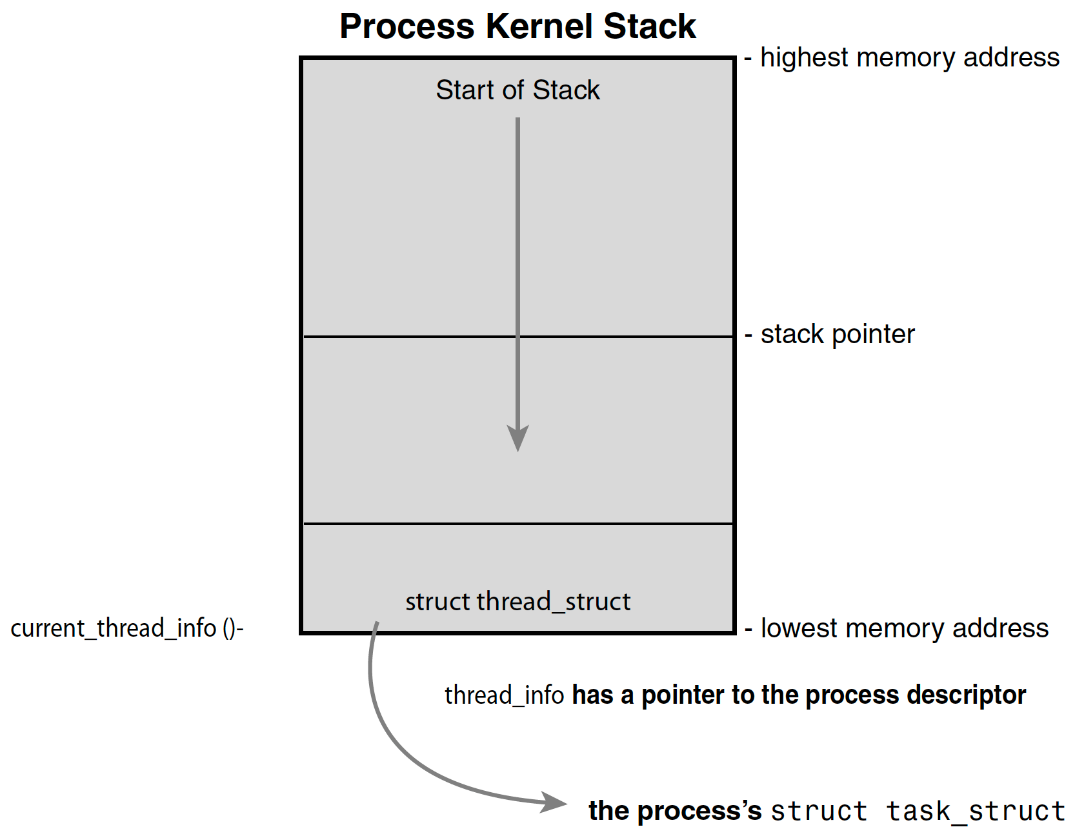 Process Kernel Stack
- highest memory address
Start of Stack
- stack pointer
struct thread_struct
current_thread_info ()-
- lowest memory address
thread_info has a pointer to the process descriptor
the process’s struct task_struct